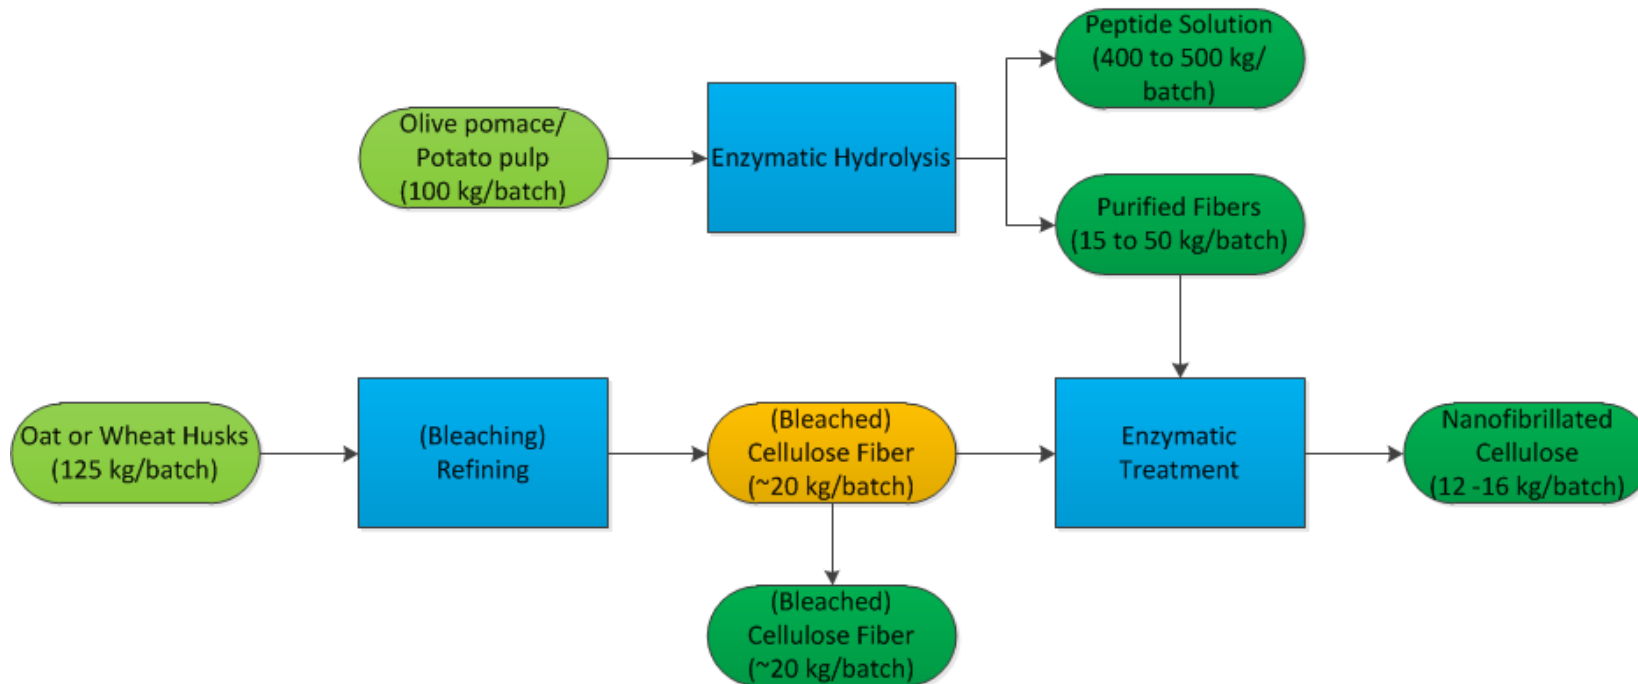 Peptide Solution
(400 to 500 kg/
batch)
Olive pomace/
Potato pulp
(100 kg/batch)
Enzymatic Hydrolysis
Purified Fibers
(15 to 50 kg/batch)
Oat or Wheat Husks
(125 kg/batch)
(Bleaching)
Refining
(Bleached)
Cellulose Fiber
(~20 kg/batch)
Enzymatic
Treatment
Nanofibrillated
Cellulose
(12 -16 kg/batch)
(Bleached)
Cellulose Fiber
(~20 kg/batch)